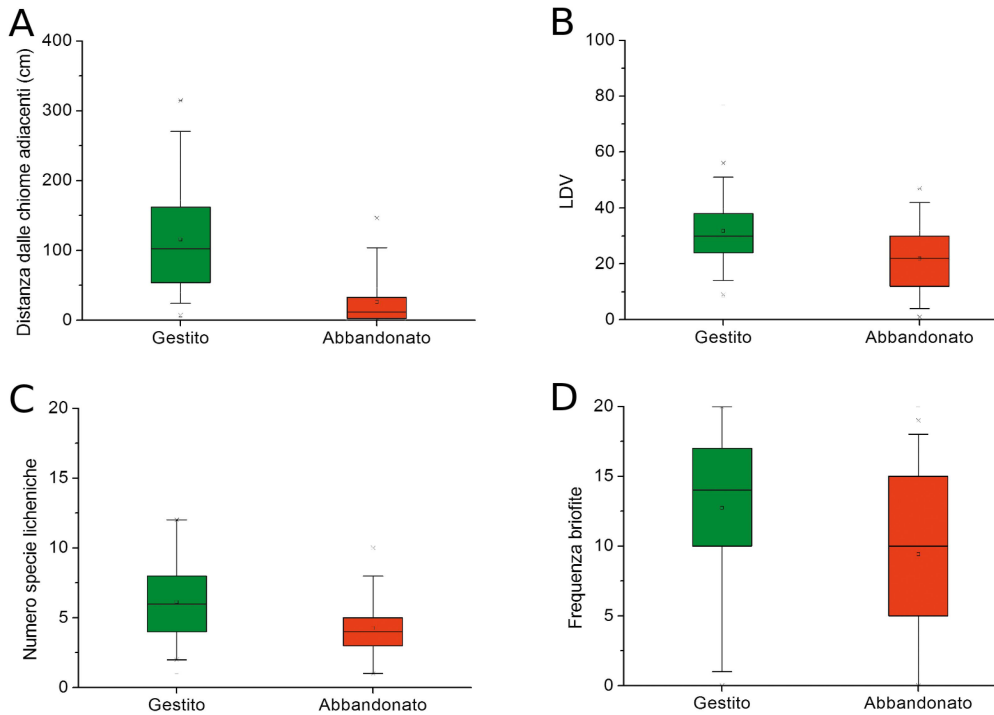 A
Distanza dalle chiome adiacenti (cm)
400
300
200
100
0
Gestito
Abbandonato
B
LDV
100
80
60
40
20
0
Gestito
Abbandonato
C
Numero specie licheniche
20
15
10
5
0
Gestito
Abbandonato
D
Frequenza briofite
20
15
10
5
0
Gestito
Abbandonato